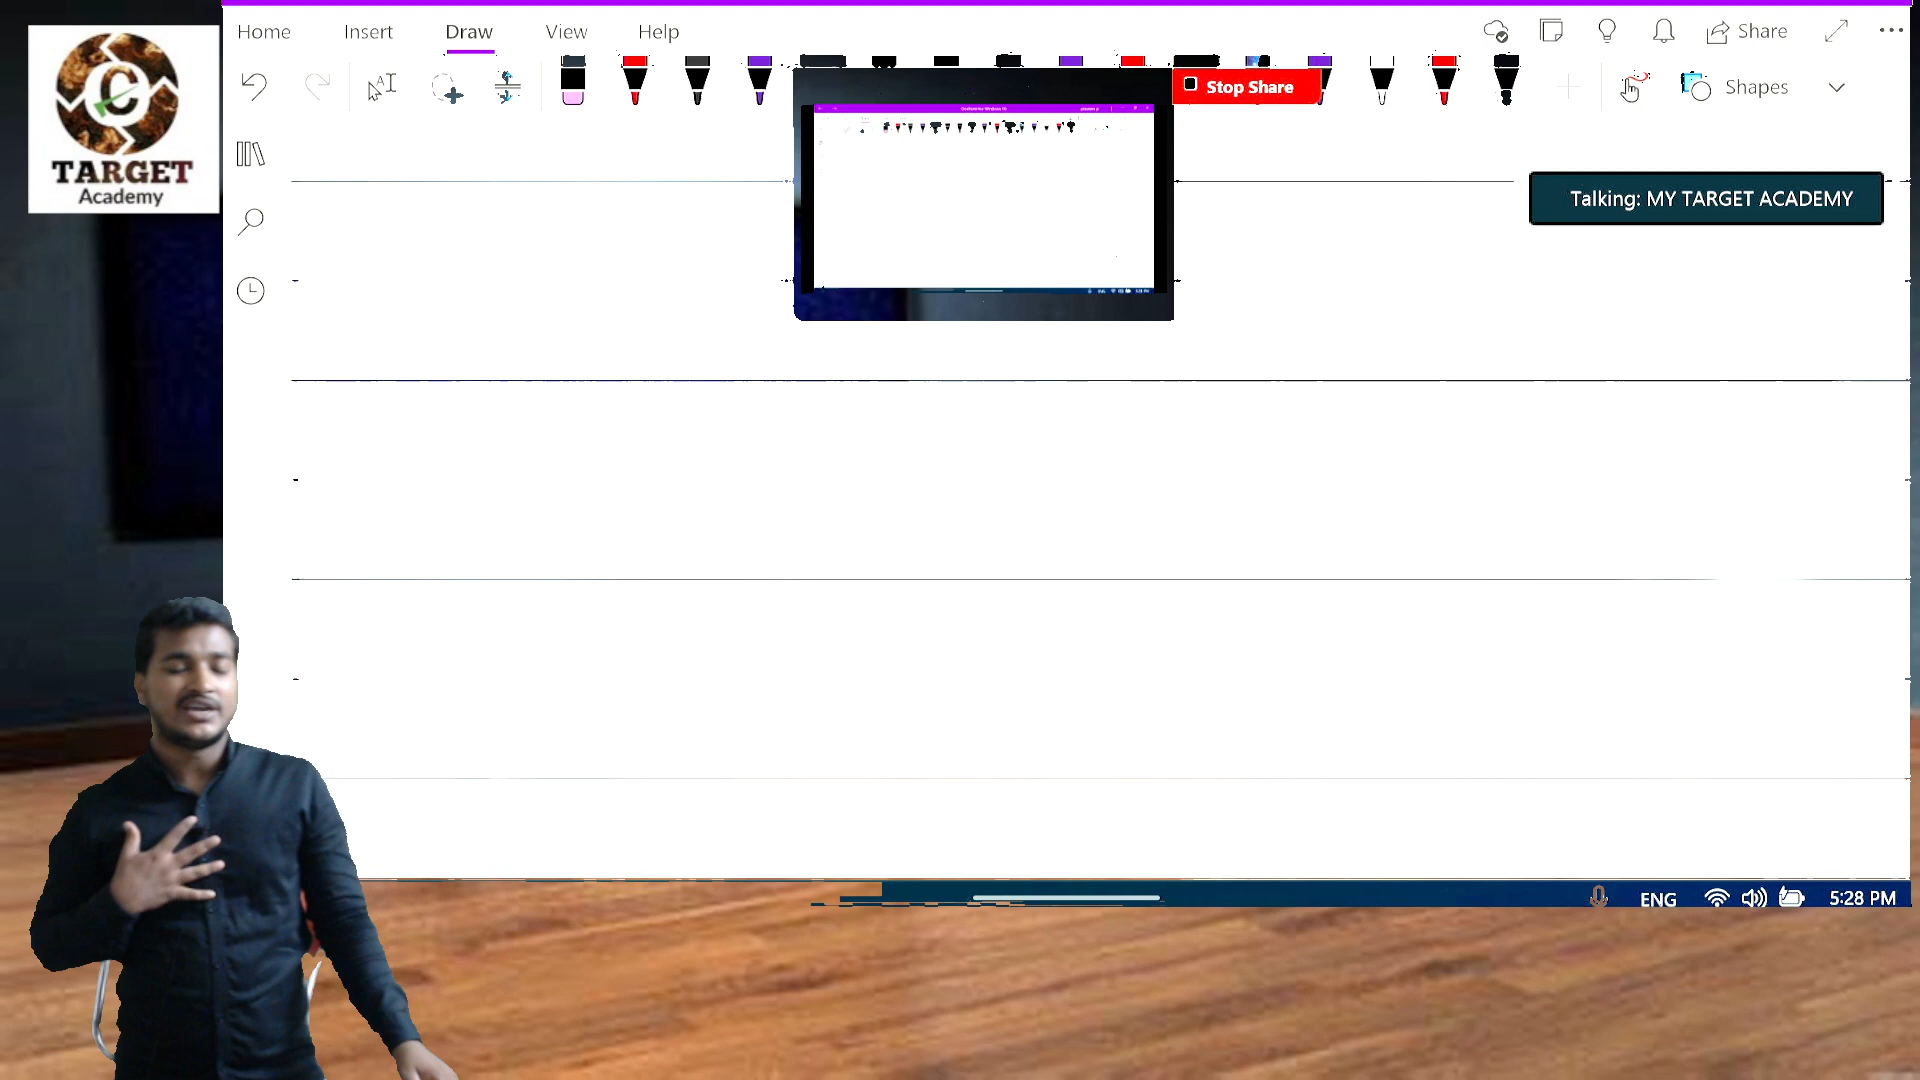 TARGET
Academy
Home Insert Draw View Help Share
Stop Share
Shapes
Talking: MY TARGET ACADEMY
ENG 5:28 PM